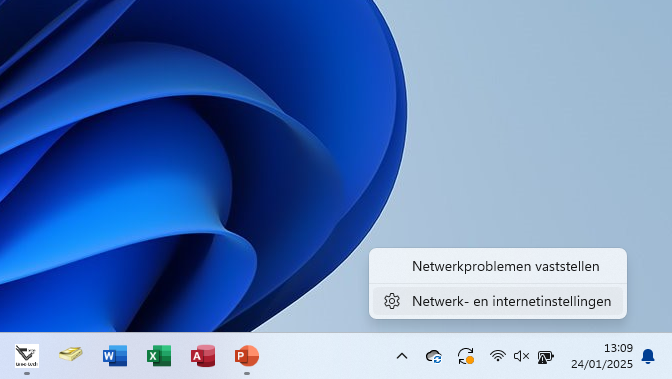 Netwerkproblemen vaststellen
Netwerk- en internetinstellingen
W
X
A
P
13:09
24/01/2025